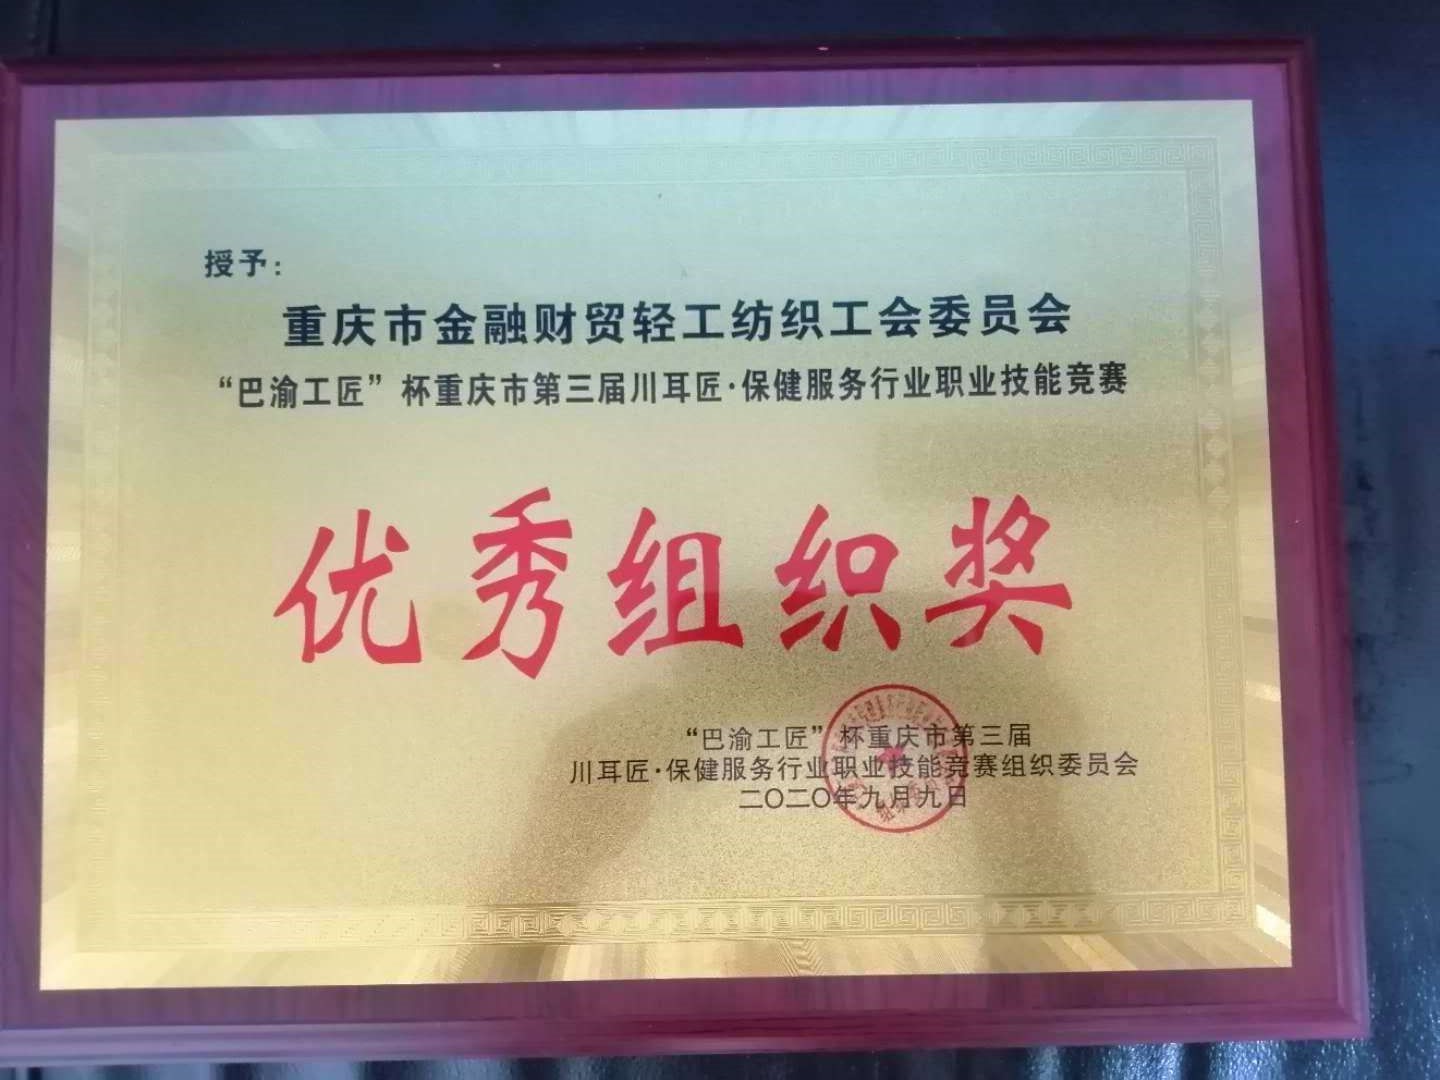 授予：
重庆市金融财贸轻工纺织工会委员会
“巴渝工匠”杯重庆市第三届川耳匠·保健服务行业职业技能竞赛
优秀组织奖
“巴渝工匠”杯重庆市第三届
川耳匠·保健服务行业职业技能竞赛组织委员会
二〇二〇年九月九日